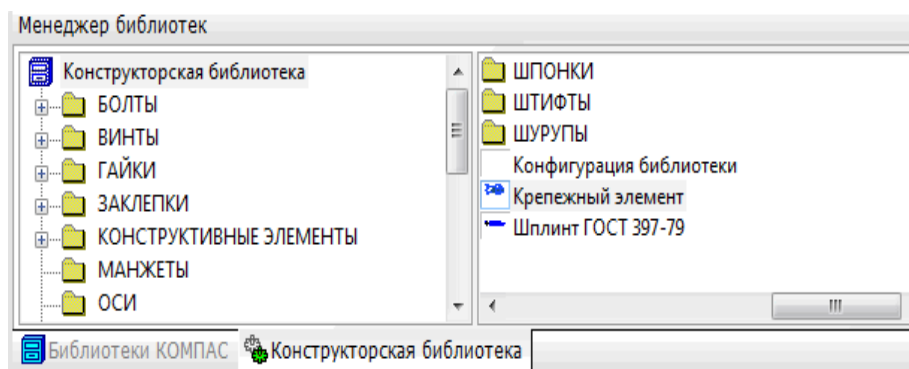 Менеджер библиотек
Конструкторская библиотека
БОЛТЫ
ВИНТЫ
ГАЙКИ
ЗАКЛЕПКИ
КОНСТРУКТИВНЫЕ ЭЛЕМЕНТЫ
МАНЖЕТЫ
ОСИ
ШПОНКИ
ШТИФТЫ
ШУРУПЫ
Конфигурация библиотеки
Крепежный элемент
Шплинт ГОСТ 397-79
Библиотеки КОМПАС Конструкторская библиотека